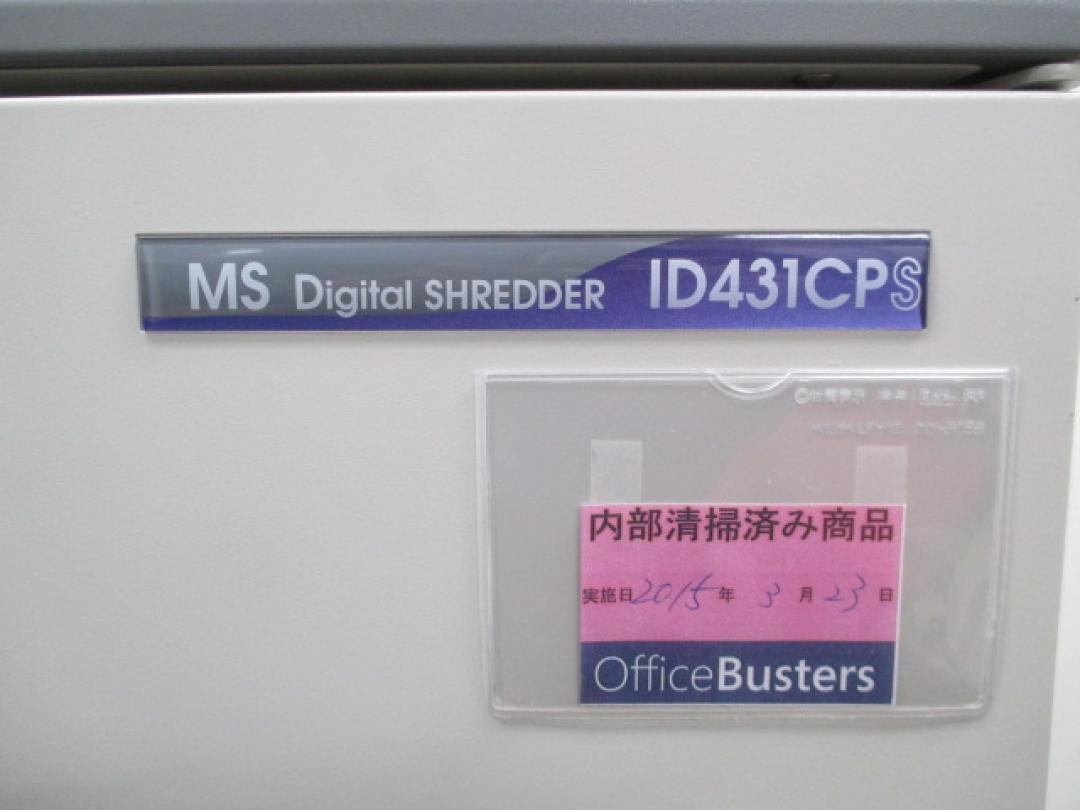 MS Digital SHREDDER ID431CPS
内部清掃済み商品
実施日2015年 3月23日
OfficeBusters